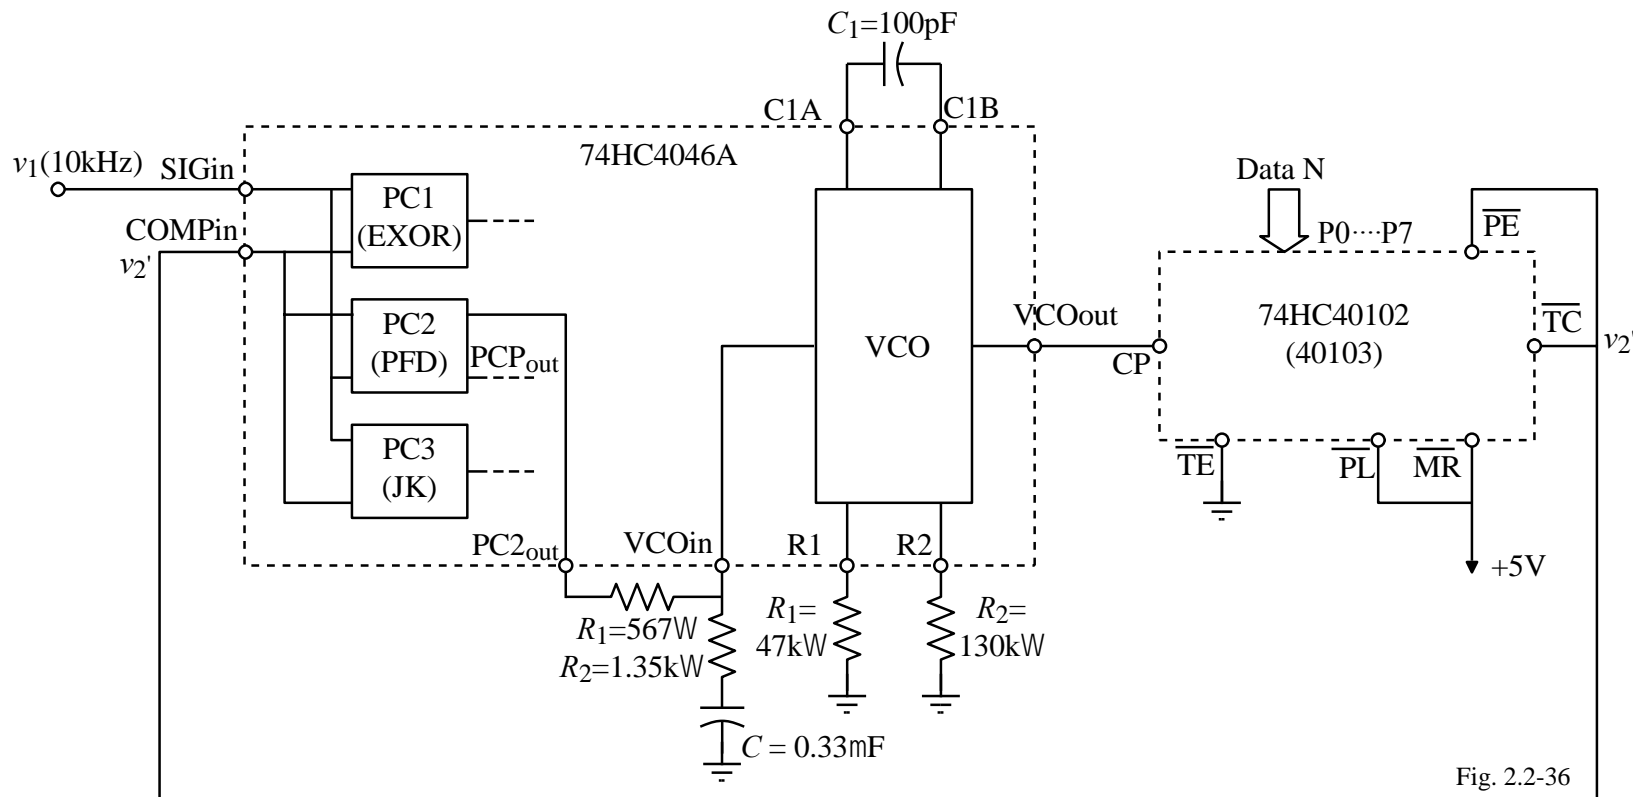 C1=100pF
C1A
C1B
v1(10kHz)
SIGin
74HC4046A
PC1
(EXOR)
COMPin
v2'
PC2
(PFD)
PCPout
PC3
(JK)
VCO
VCOout
Data N
P0····P7
PE
74HC40102
(40103)
TC
v2'
CP
TE
PL
MR
+5V
PC2out
VCOin
R1
R2
R1=567W
R2=1.35kW
R1=
47kW
R2=
130kW
C = 0.33mF
Fig. 2.2-36